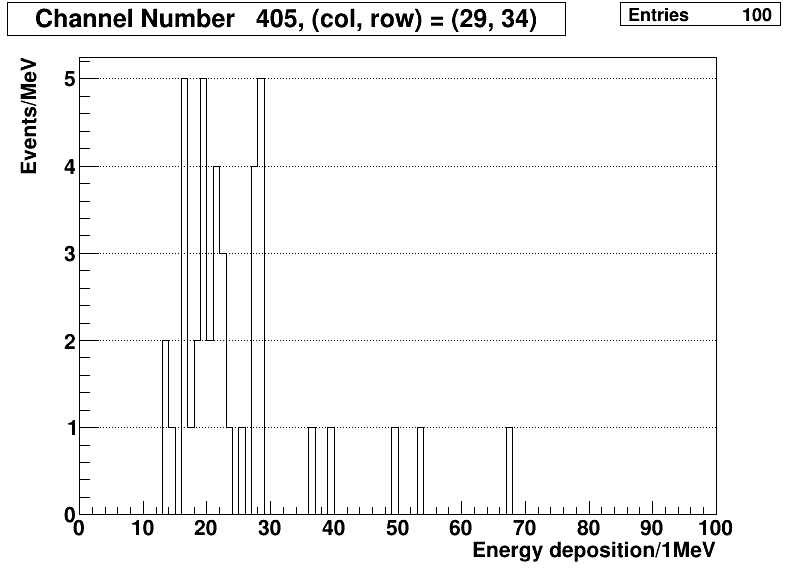 Channel Number 405, (col, row) = (29, 34)
Entries 100
Events/MeV
5
4
3
2
1
0
0 10 20 30 40 50 60 70 80 90 100
Energy deposition/1MeV